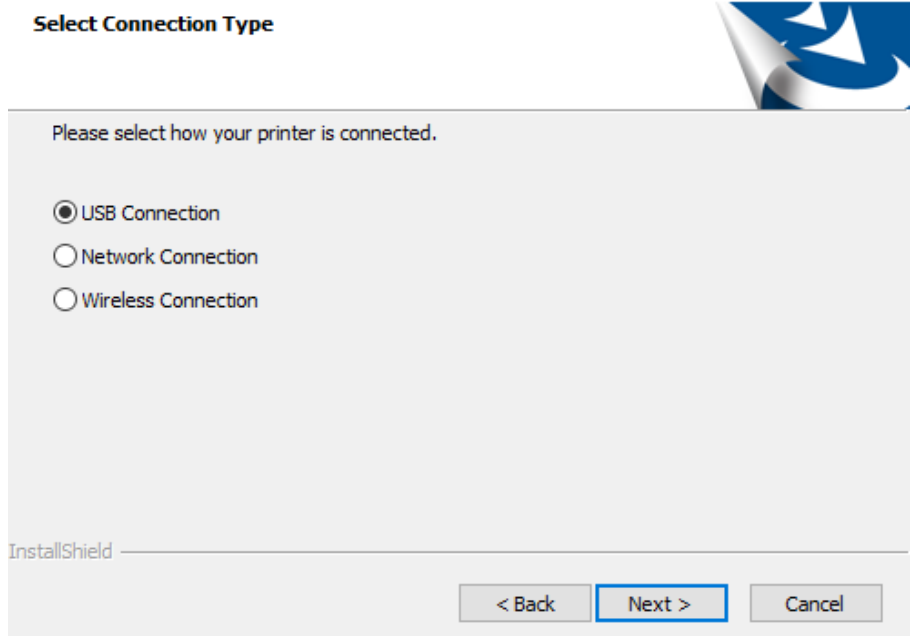 Select Connection Type
Please select how your printer is connected.
USB Connection
Network Connection
Wireless Connection
InstallShield
< Back Next > Cancel